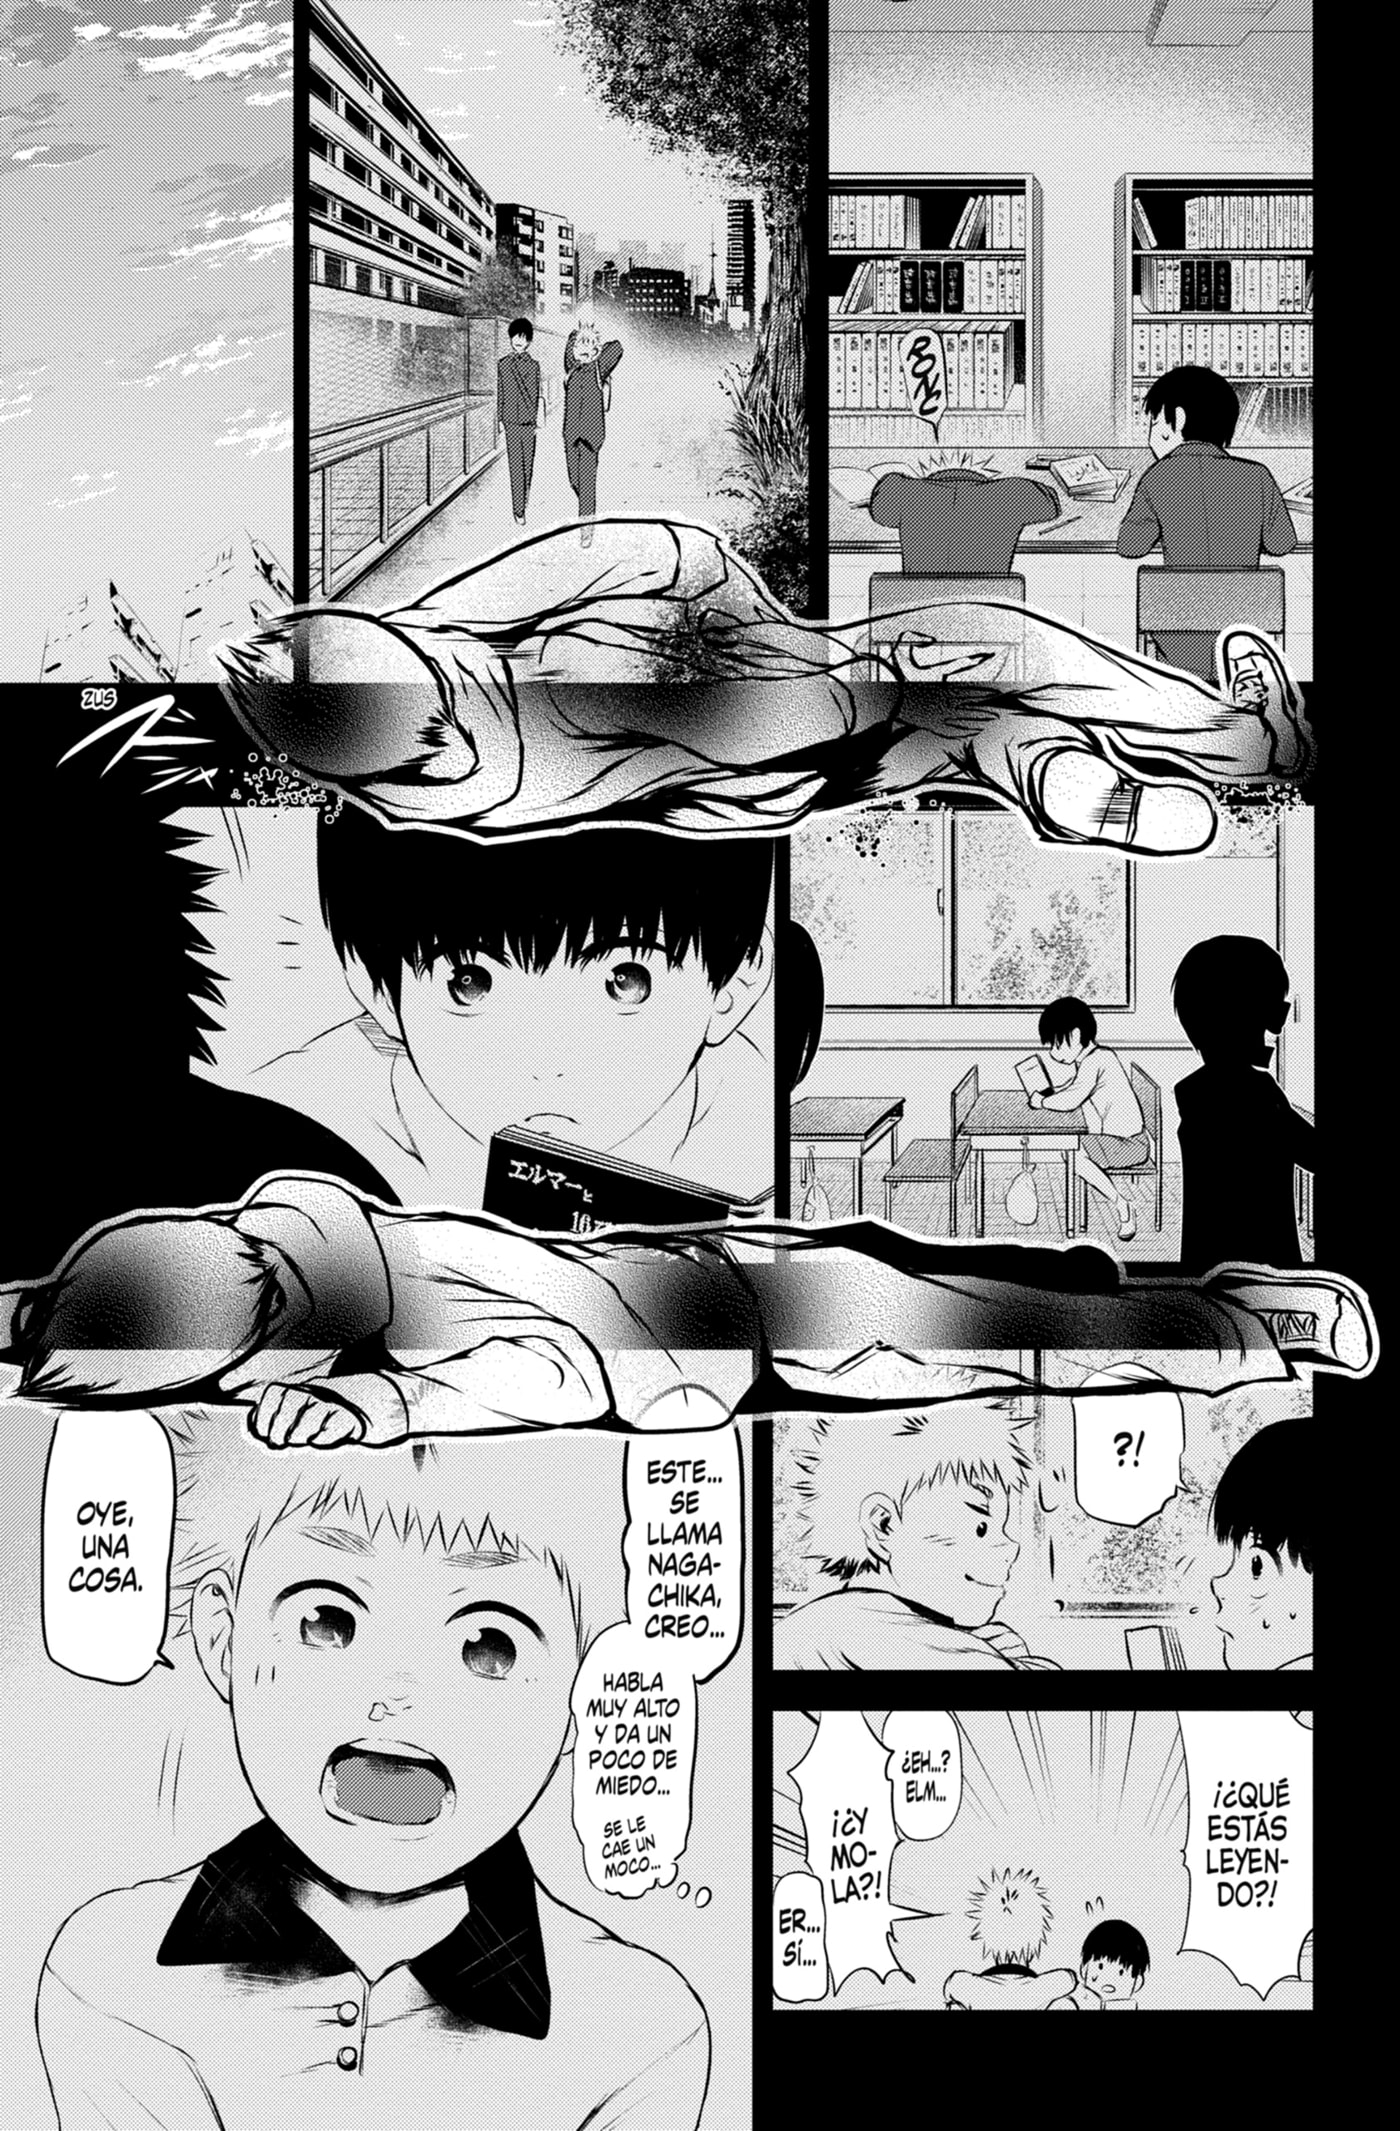 RONC
ZUS
ズ
エルマーと
16
?!
¡¿QUÉ
ESTÁS
LEYEN-
DO?!
¿EH...?
ELM...
¡¿Y
MO-
LA?!
ER...
SÍ...
ESTE...
SE
LLAMA
NAGA-
CHIKA,
CREO...
HABLA
MUY ALTO
Y DA UN
POCO DE
MIEDO...
SE LE
CAE UN
MOCO...
OYE,
UNA
COSA.